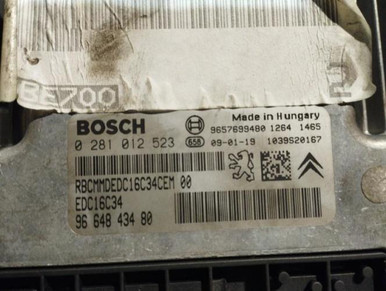 BE700
BOSCH
Made in Hungary
9657699480 1264 1465
0 281 012 523 658 09-01-19 1039S20167
RBCMMDEDC16C34CEM 00
EDC16C34
96 648 434 80